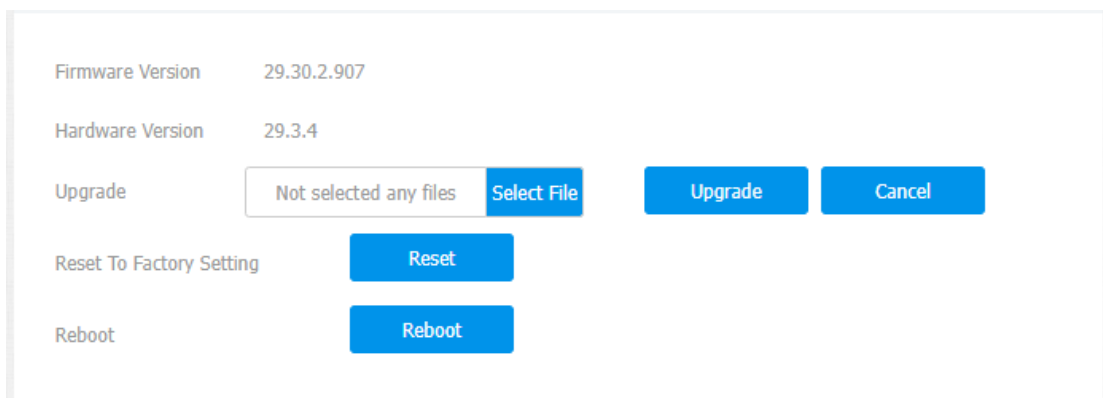 Firmware Version 29.30.2.907
Hardware Version 29.3.4
Upgrade Not selected any files Select File Upgrade Cancel
Reset To Factory Setting Reset
Reboot Reboot